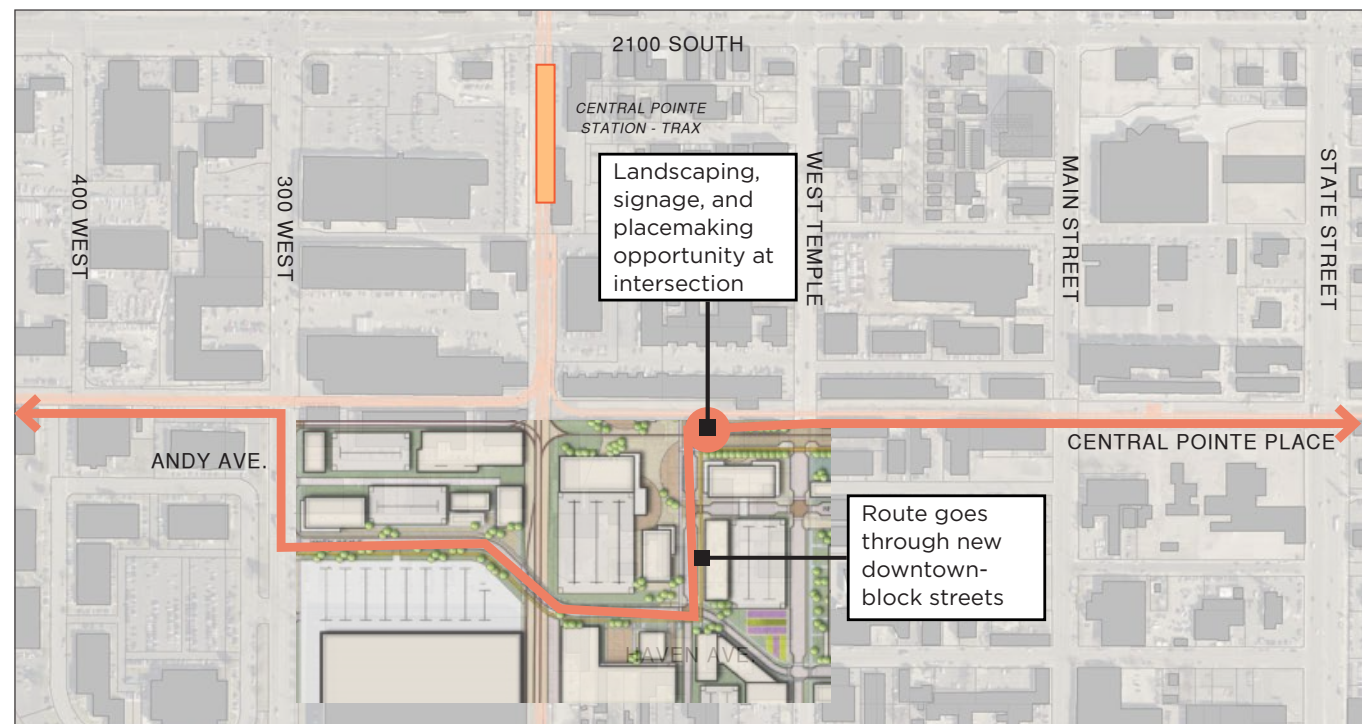 2100 SOUTH
CENTRAL POINTE
STATION - TRAX
Landscaping,
signage, and
placemaking
opportunity at
intersection
400 WEST
300 WEST
WEST TEMPLE
MAIN STREET
STATE STREET
ANDY AVE.
CENTRAL POINTE PLACE
Route goes
through new
downtown-
block streets
HAVEN AVE.